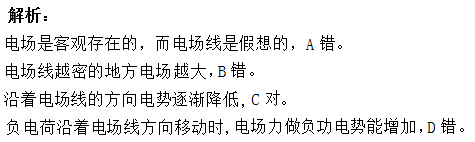 解析：
电场是客观存在的，而电场线是假想的，A 错。
电场线越密的地方电场越大，B 错。
沿着电场线的方向电势逐渐降低，C 对。
负电荷沿着电场线方向移动时，电场力做负功电势能增加，D 错。